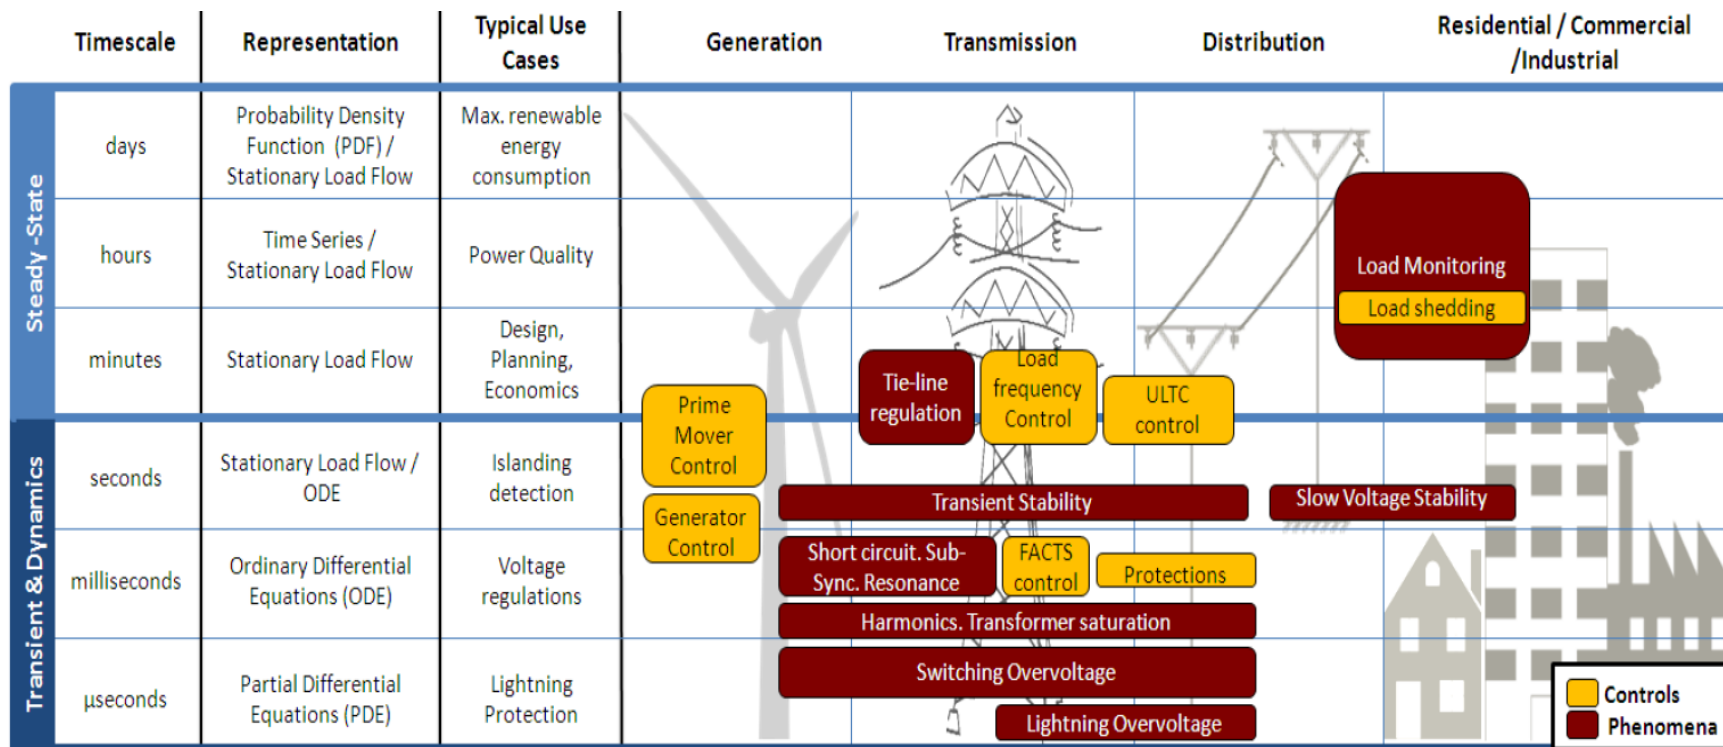 Timescale
Representation
Typical Use
Cases
Generation
Transmission
Distribution
Residential / Commercial
/Industrial
Steady -State
days
Probability Density
Function (PDF) /
Stationary Load Flow
Max. renewable
energy
consumption
hours
Time Series /
Stationary Load Flow
Power Quality
Load Monitoring
Load shedding
minutes
Stationary Load Flow
Design,
Planning,
Economics
Tie-line
regulation
Load
frequency
Control
ULTC
control
Prime
Mover
Control
Transient & Dynamics
seconds
Stationary Load Flow /
ODE
Islanding
detection
Transient Stability
Slow Voltage Stability
Generator
Control
milliseconds
Ordinary Differential
Equations (ODE)
Voltage
regulations
Short circuit. Sub-
Sync. Resonance
FACTS
control
Protections
Harmonics. Transformer saturation
µseconds
Partial Differential
Equations (PDE)
Lightning
Protection
Switching Overvoltage
Lightning Overvoltage
Controls
Phenomena